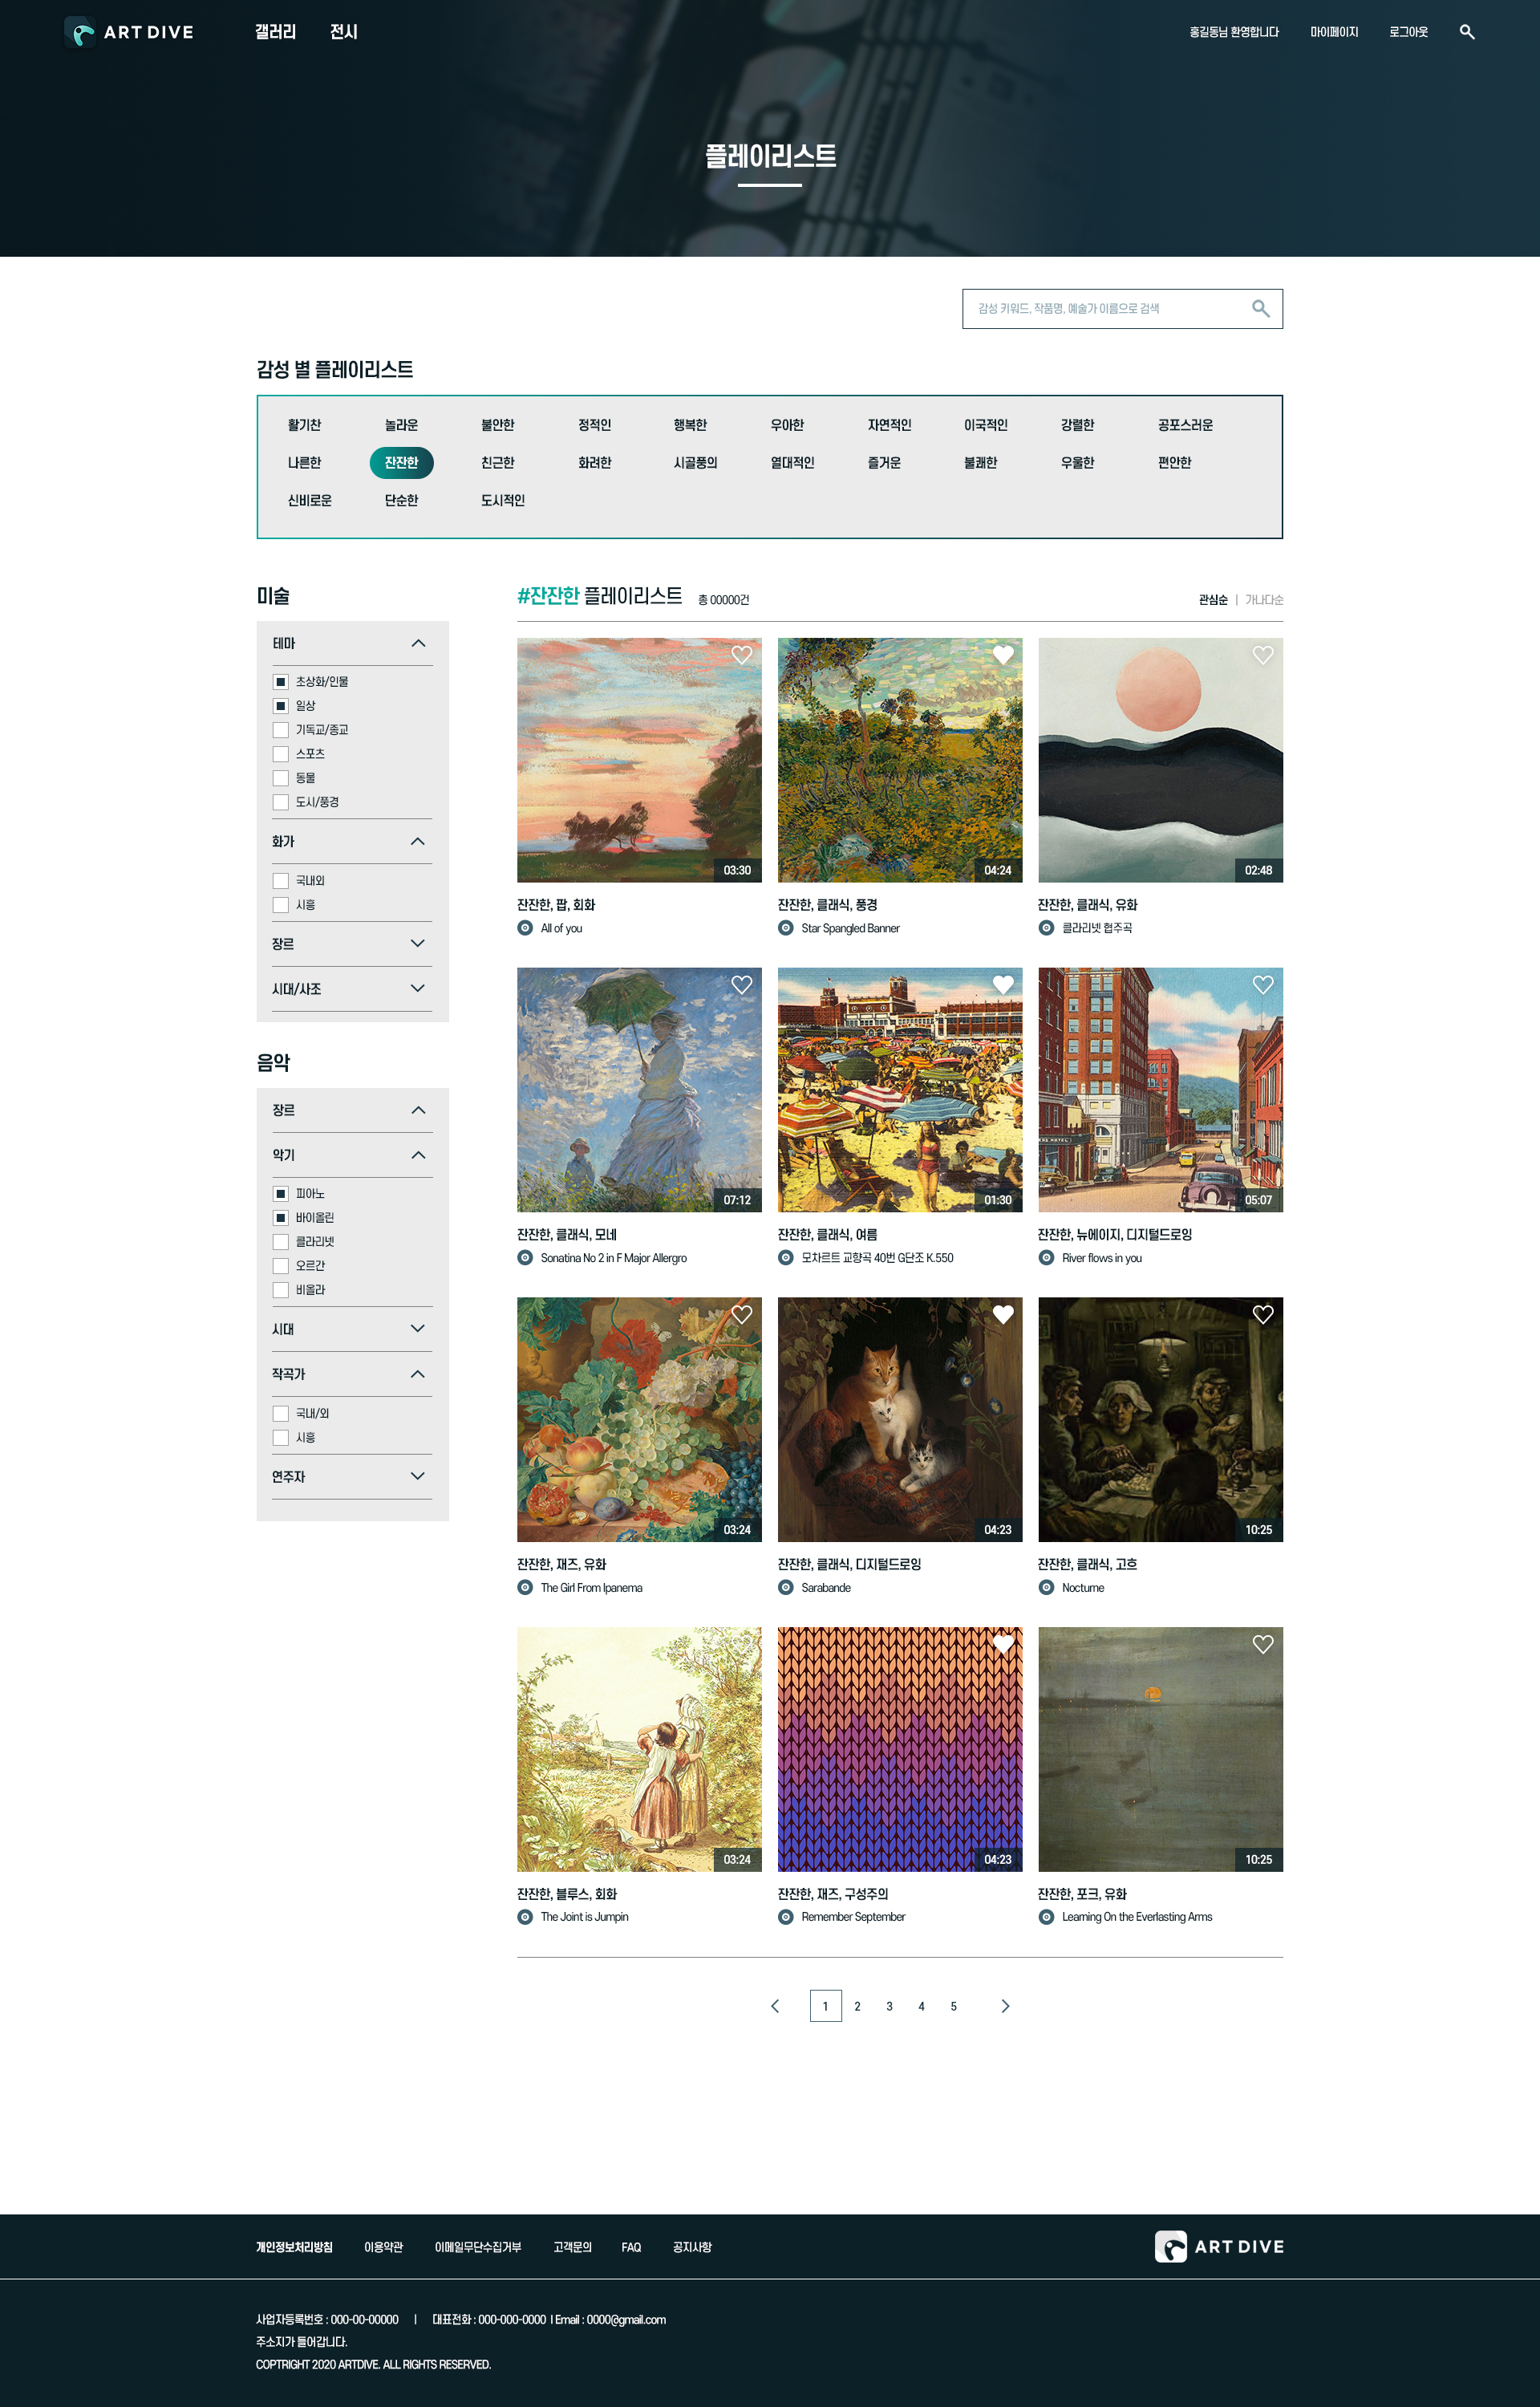 ART DIVE
갤러리 전시
홍길동님 환영합니다 마이페이지 로그아웃
플레이리스트
감성 키워드, 작품명, 예술가 이름으로 검색
감성 별 플레이리스트
활기찬 놀라운 불안한 정적인 행복한 우아한 자연적인 이국적인 강렬한 공포스러운
나른한 잔잔한 친근한 화려한 시골풍의 열대적인 즐거운 불쾌한 우울한 편안한
신비로운 단순한 도시적인
미술
테마
초상화/인물
일상
기독교/종교
스포츠
동물
도시/풍경
화가
국내외
시흥
장르
시대/사조
음악
장르
악기
피아노
바이올린
클라리넷
오르간
비올라
시대
작곡가
국내/외
시흥
연주자
#잔잔한 플레이리스트 총 00000건
관심순 | 가나다순
03:30
04:24
02:48
잔잔한, 팝, 회화
All of you
잔잔한, 클래식, 풍경
Star Spangled Banner
잔잔한, 클래식, 유화
클라리넷 협주곡
07:12
01:30
05:07
잔잔한, 클래식, 모네
Sonatina No 2 in F Major Allergro
잔잔한, 클래식, 여름
모차르트 교향곡 40번 G단조 K.550
잔잔한, 뉴에이지, 디지털드로잉
River flows in you
03:24
04:23
10:25
잔잔한, 재즈, 유화
The Girl From Ipanema
잔잔한, 클래식, 디지털드로잉
Sarabande
잔잔한, 클래식, 고흐
Nocturne
03:24
04:23
10:25
잔잔한, 블루스, 회화
The Joint is Jumpin
잔잔한, 재즈, 구성주의
Remember September
잔잔한, 포크, 유화
Learning On the Everlasting Arms
1 2 3 4 5
개인정보처리방침 이용약관 이메일무단수집거부 고객문의 FAQ 공지사항
ART DIVE
사업자등록번호 : 000-00-00000 | 대표전화 : 000-000-0000 | Email : 0000@gmail.com
주소지가 들어갑니다.
COPTRIGHT 2020 ARTDIVE. ALL RIGHTS RESERVED.